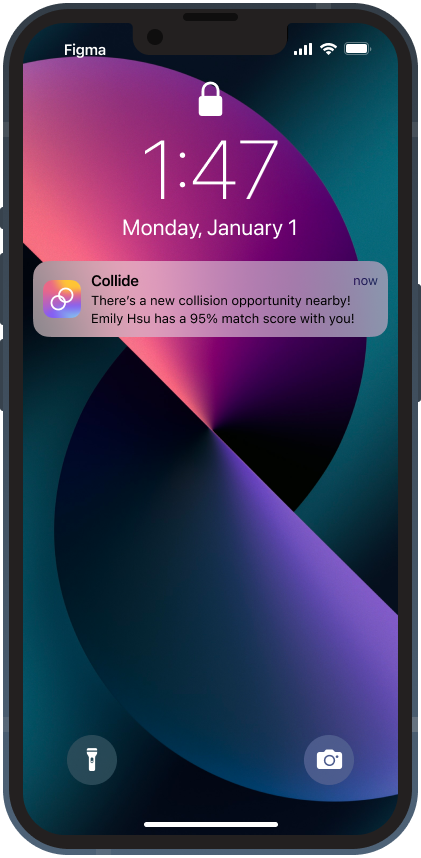 Figma
1:47
Monday, January 1
Collide now
There's a new collision opportunity nearby!
Emily Hsu has a 95% match score with you!